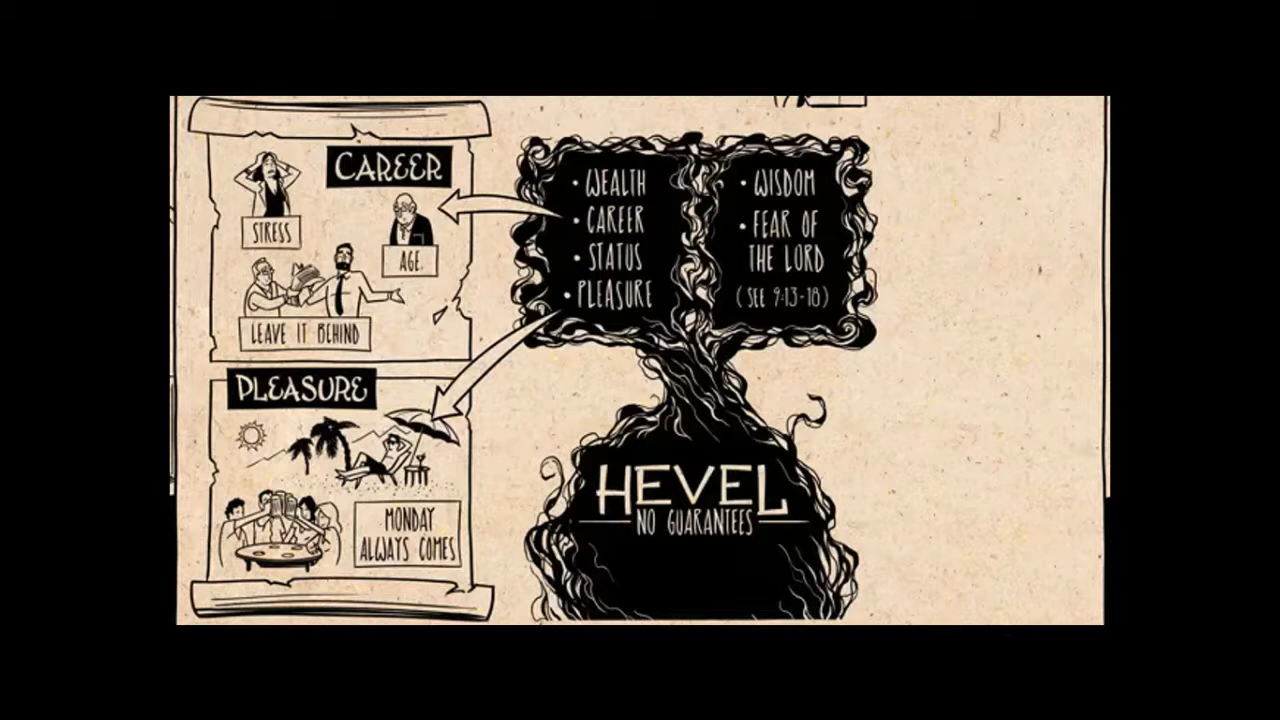 CAREER
STRESS
AGE.
LEAVE IT BEHIND
PLEASURE
MONDAY
ALWAYS COMES
• WEALTH
• CAREER
• STATUS
• PLEASURE
• WISDOM
• FEAR OF
THE LORD
(SEE 9:13-18)
HEVEL
NO GUARANTEES